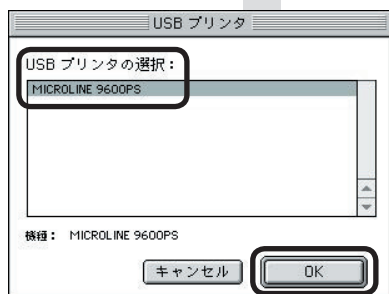 USB プリンタ
USB プリンタの選択：
MICROLINE 9600PS
機種： MICROLINE 9600PS
キャンセル OK